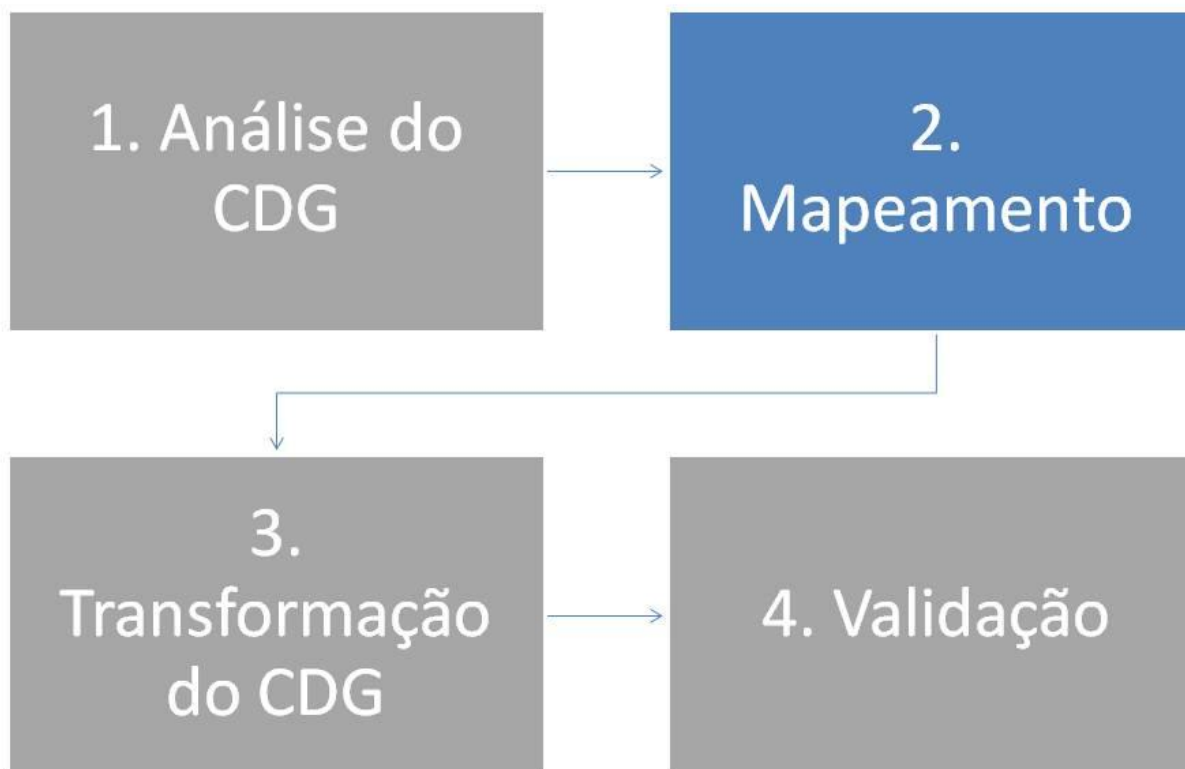 1. Análise do
CDG
2.
Mapeamento
3.
Transformação
do CDG
4. Validação